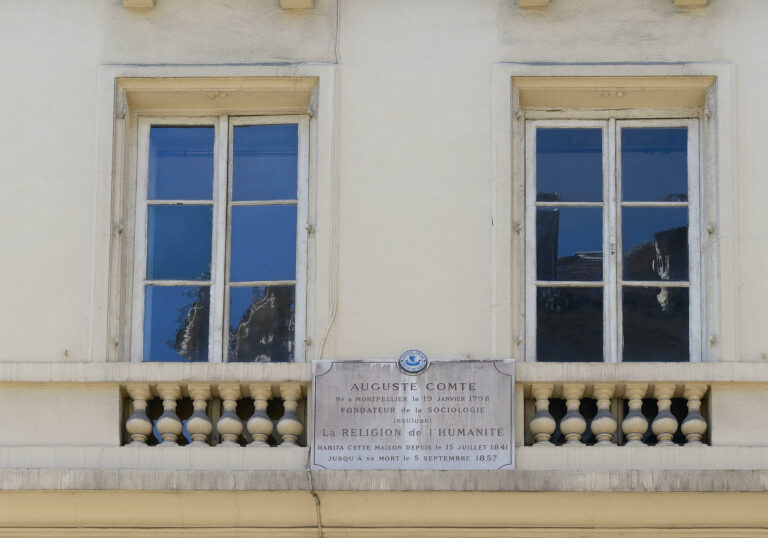 AUGUSTE COMTE
NÉ à MONTPELLIER le 19 JANVIER 1798
FONDATEUR de la SOCIOLOGIE
instituant
LA RELIGION de l'HUMANITÉ
HABITA CETTE MAISON DEPUIS le 15 JUILLET 1841
JUSQU'À sa MORT le 5 SEPTEMBRE 1857